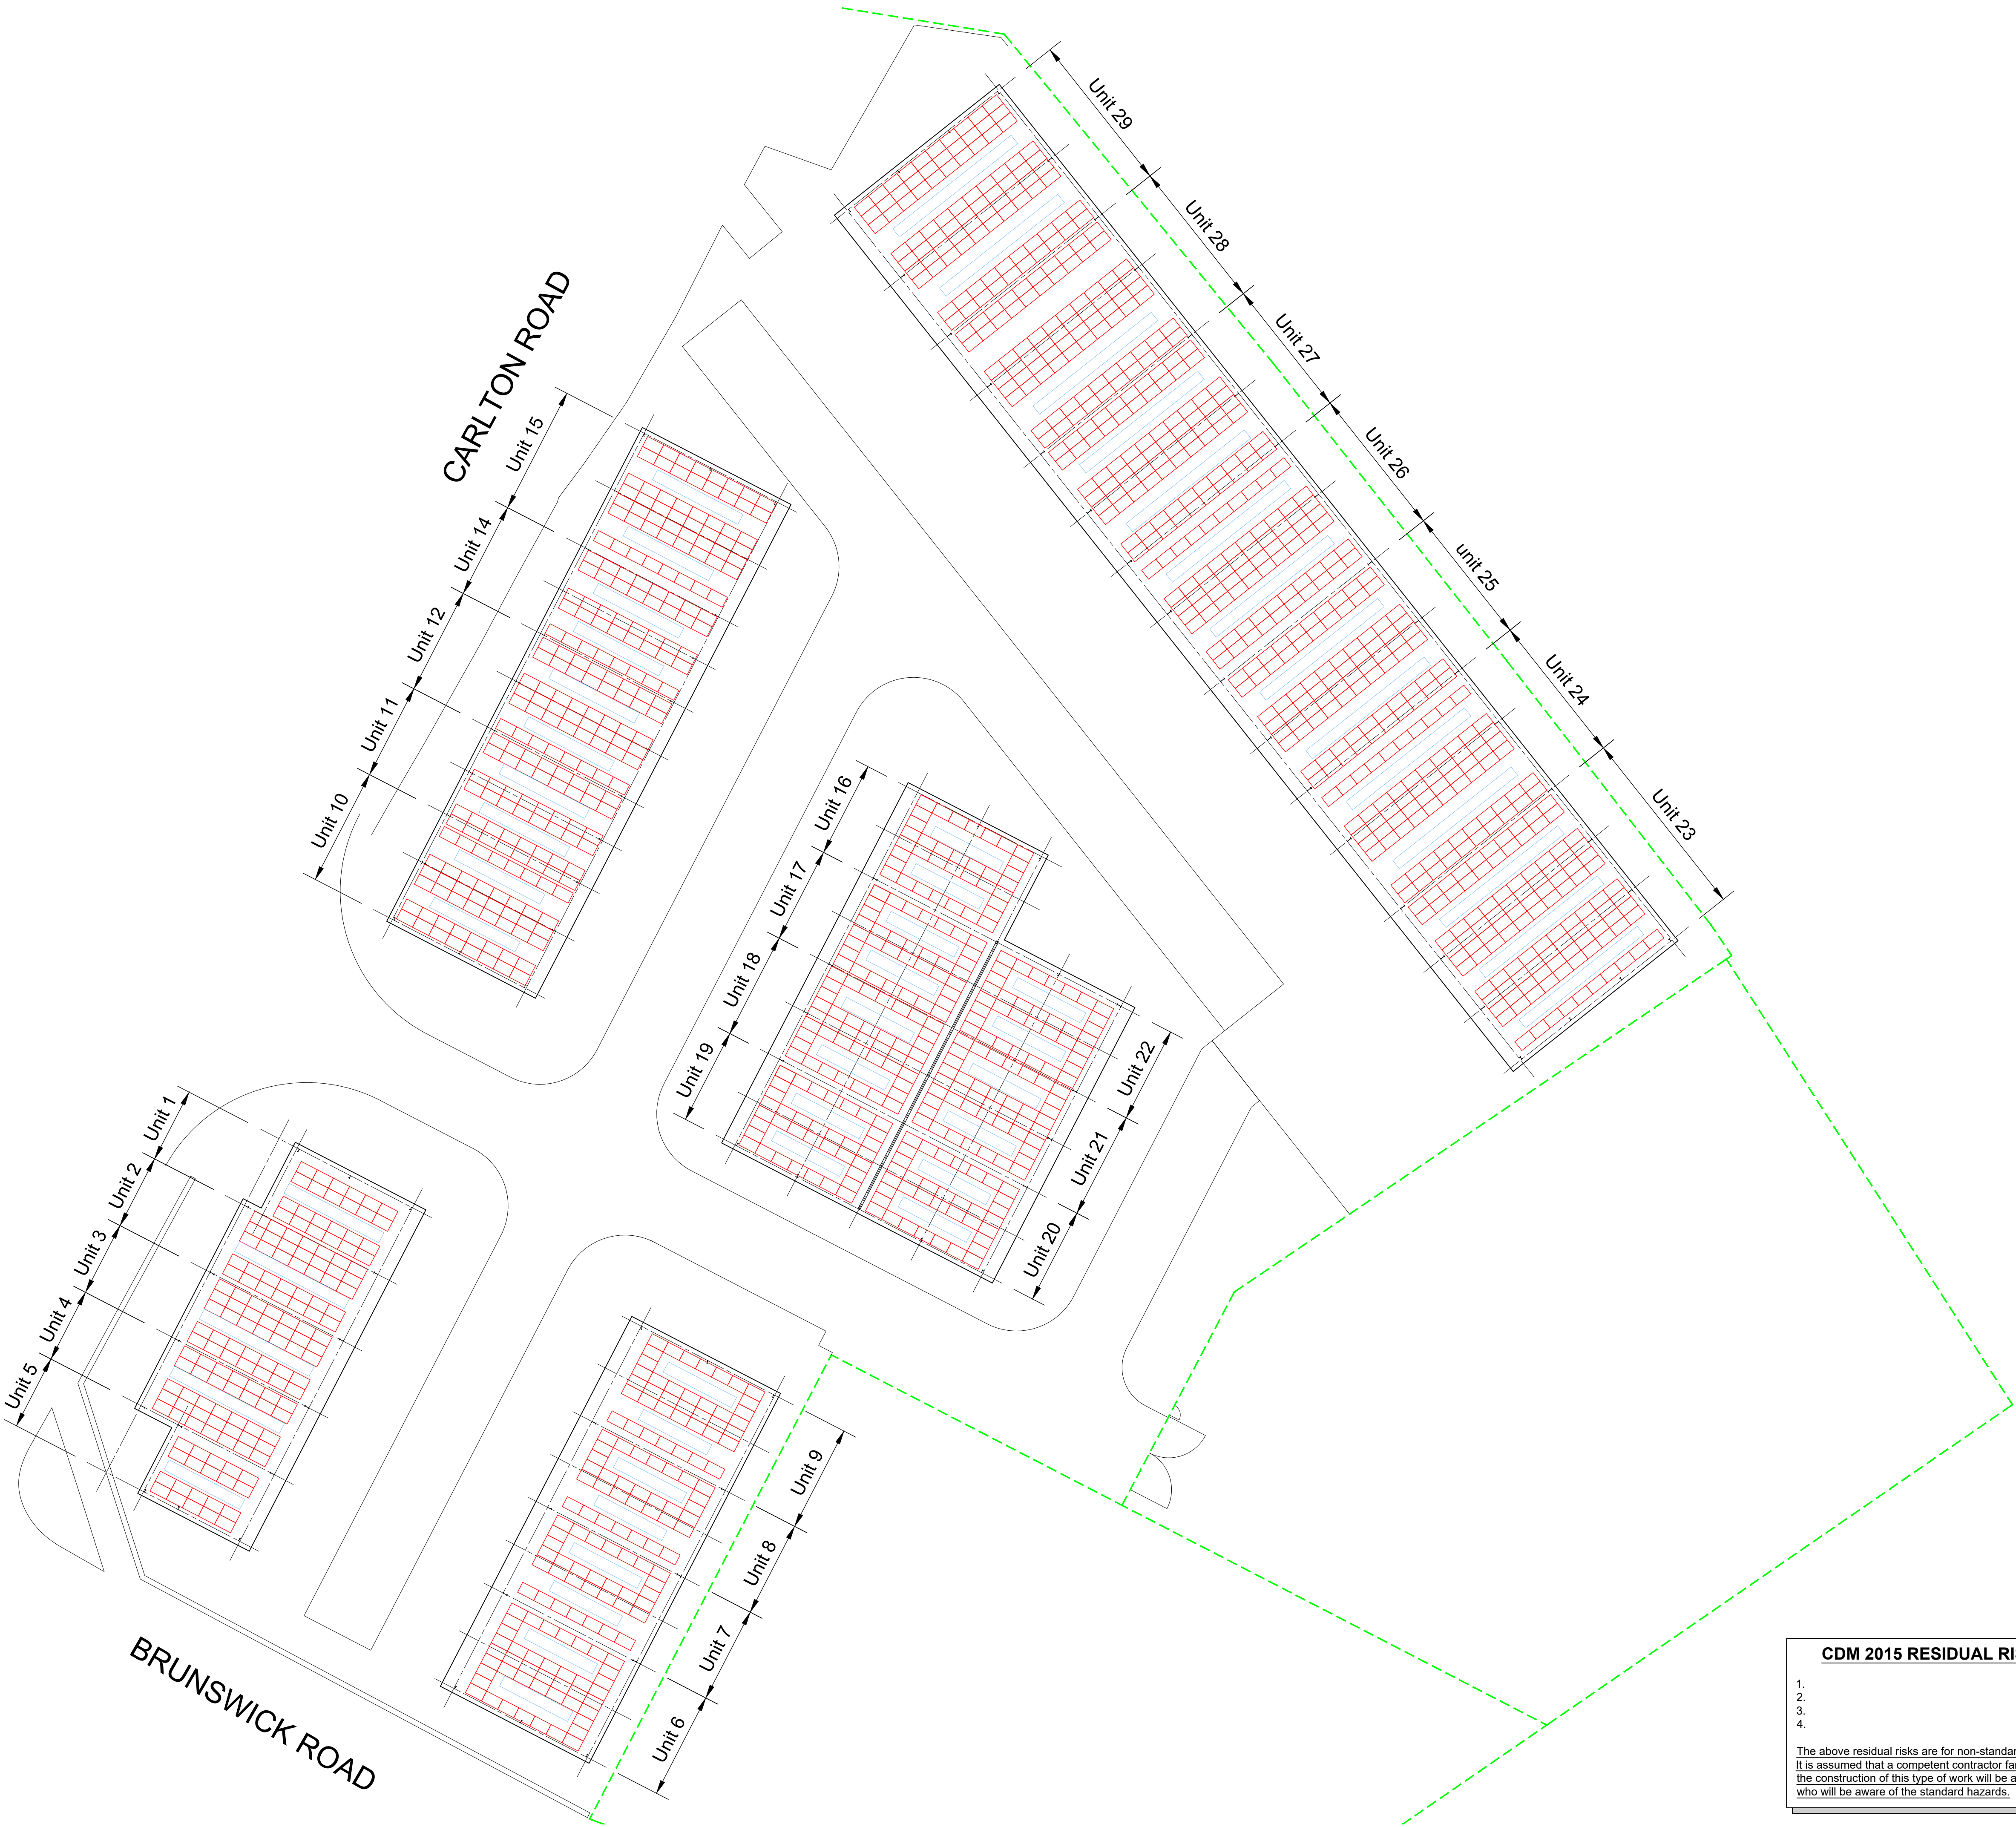 Unit 29
Unit 28
Unit 27
Unit 26
unit 25
Unit 24
Unit 23
CARLTON ROAD
Unit 15
Unit 14
Unit 12
Unit 11
Unit 10
Unit 16
Unit 17
Unit 18
Unit 19
Unit 22
Unit 21
Unit 20
Unit 1
Unit 2
Unit 3
Unit 4
Unit 5
Unit 9
Unit 8
Unit 7
Unit 6
BRUNSWICK ROAD
CDM 2015 RESIDUAL
1.
2.
3.
4.
The above residual risks are for
It is assumed that a competent contractor
the construction of this type of work will be
who will be aware of the standard hazards.